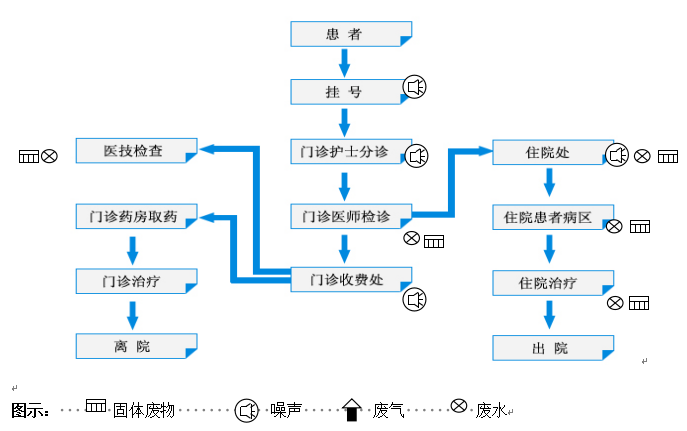 患 者
挂 号
门诊护士分诊
门诊医师检诊
门诊收费处
医技检查
门诊药房取药
门诊治疗
离 院
住院处
住院患者病区
住院治疗
出 院
图示: 固体废物 噪声 废气 废水